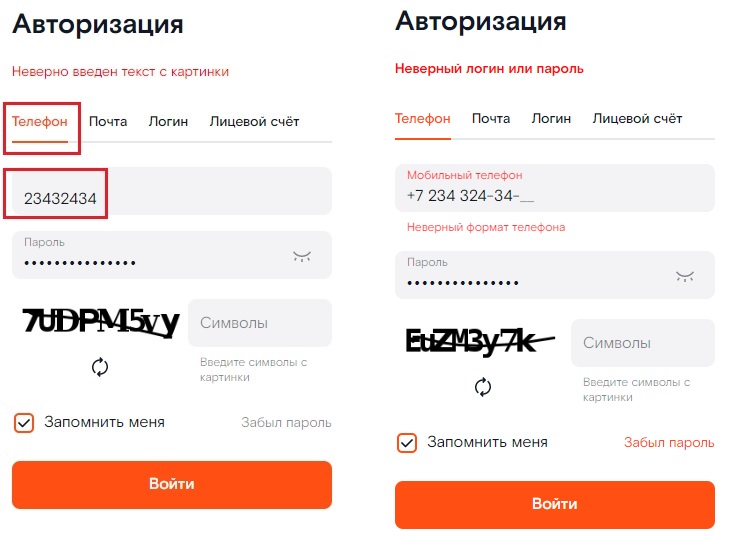 Авторизация
Неверно введен текст с картинки
Телефон Почта Логин Лицевой счёт
23432434
Пароль
•••••••••••••••
7UDPM5vy
Символы
Введите символы с
картинки
Запомнить меня
Забыл пароль
Войти
Авторизация
Неверный логин или пароль
Телефон Почта Логин Лицевой счёт
Мобильный телефон
+7 234 324-34-__
Неверный формат телефона
Пароль
•••••••••••••••
EuZM3y7k
Символы
Введите символы с
картинки
Запомнить меня
Забыл пароль
Войти